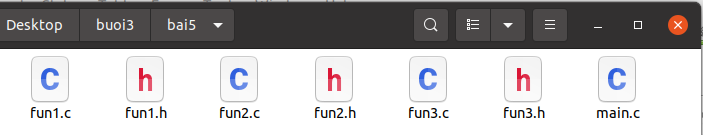 Desktop buoi3 bai5
C h C h C h C
fun1.c fun1.h fun2.c fun2.h fun3.c fun3.h main.c